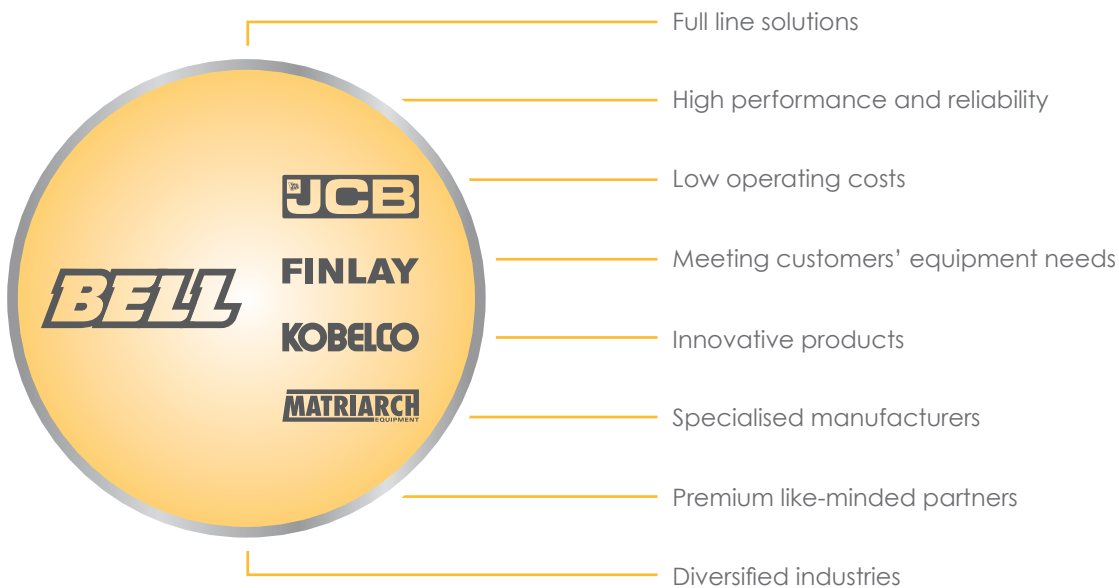 Full line solutions
High performance and reliability
Low operating costs
Meeting customers’ equipment needs
Innovative products
Specialised manufacturers
Premium like-minded partners
Diversified industries
BELL
JCB
FINLAY
KOBELCO
MATRIARCH
EQUIPMENT